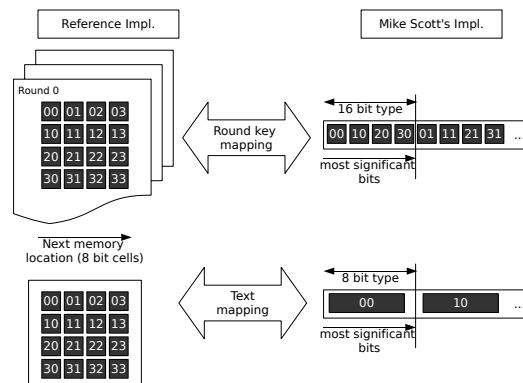 Reference Impl.
Mike Scott's Impl.
Round 0
00 01 02 03
10 11 12 13
20 21 22 23
30 31 32 33
Round key
mapping
16 bit type
00 10 20 30 01 11 21 31 ...
most significant
bits
Next memory
location (8 bit cells)
00 01 02 03
10 11 12 13
20 21 22 23
30 31 32 33
Text
mapping
8 bit type
00 10 ...
most significant
bits